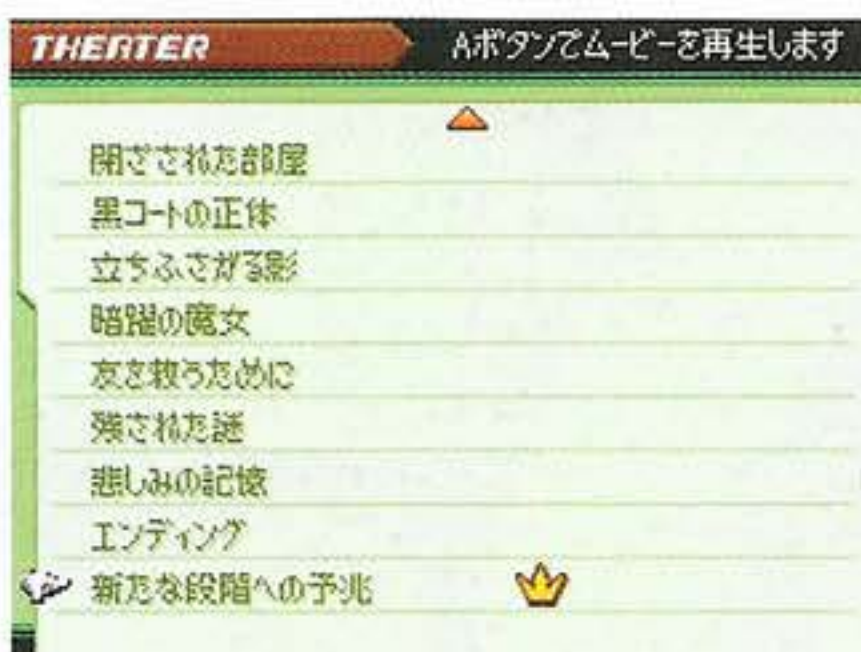 THEATER
Aボタンでムービーを再生します
閉ざされた部屋
黒コートの正体
立ちふさがる影
暗躍の魔女
友を救うために
残された謎
悲しみの記憶
エンディング
新たな段階への予兆